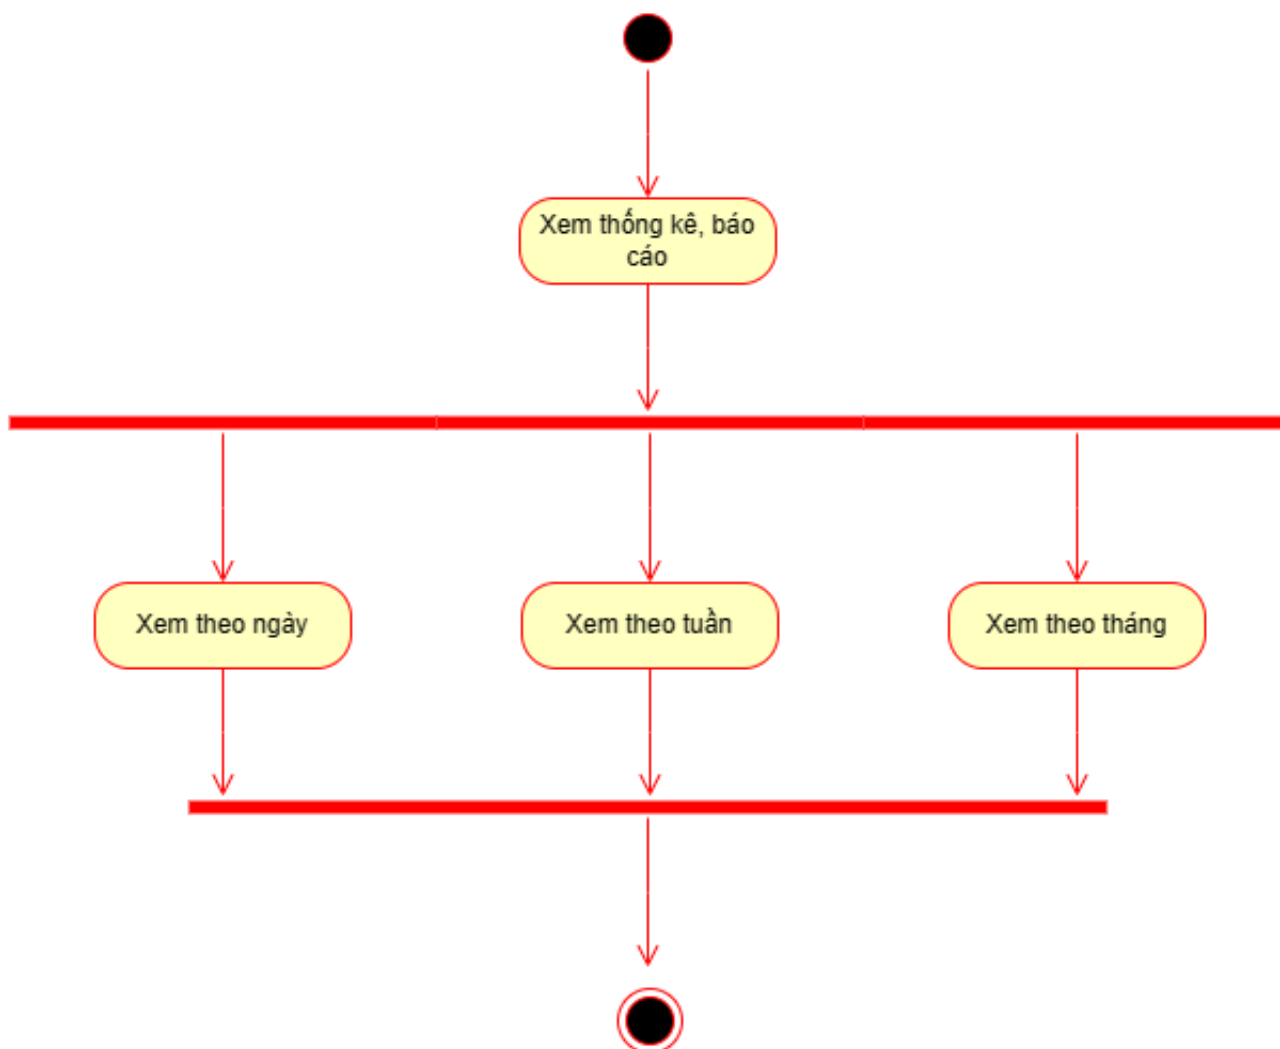 Xem thống kê, báo
cáo
Xem theo ngày
Xem theo tuần
Xem theo tháng